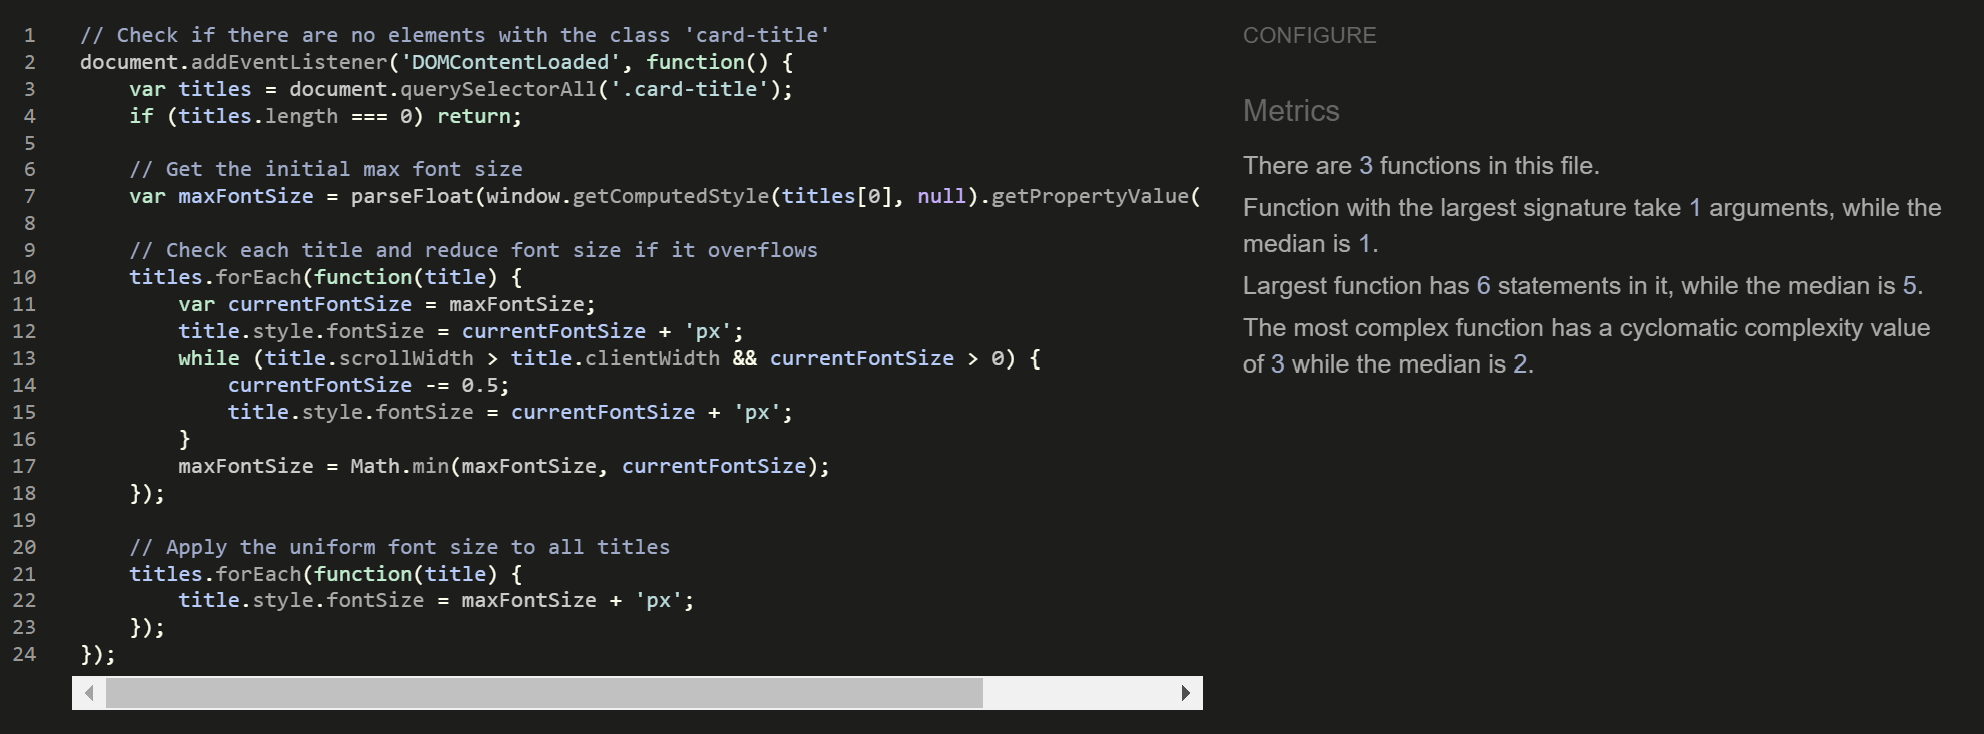 1 // Check if there are no elements with the class 'card-title'
2 document.addEventListener('DOMContentLoaded', function() {
3     var titles = document.querySelectorAll('.card-title');
4     if (titles.length === 0) return;
5
6     // Get the initial max font size
7     var maxFontSize = parseFloat(window.getComputedStyle(titles[0], null).getPropertyValue(
8
9     // Check each title and reduce font size if it overflows
10     titles.forEach(function(title) {
11         var currentFontSize = maxFontSize;
12         title.style.fontSize = currentFontSize + 'px';
13         while (title.scrollWidth > title.clientWidth && currentFontSize > 0) {
14             currentFontSize -= 0.5;
15             title.style.fontSize = currentFontSize + 'px';
16         }
17         maxFontSize = Math.min(maxFontSize, currentFontSize);
18     });
19
20     // Apply the uniform font size to all titles
21     titles.forEach(function(title) {
22         title.style.fontSize = maxFontSize + 'px';
23     });
24 });
CONFIGURE
Metrics
There are 3 functions in this file.
Function with the largest signature take 1 arguments, while the
median is 1.
Largest function has 6 statements in it, while the median is 5.
The most complex function has a cyclomatic complexity value
of 3 while the median is 2.